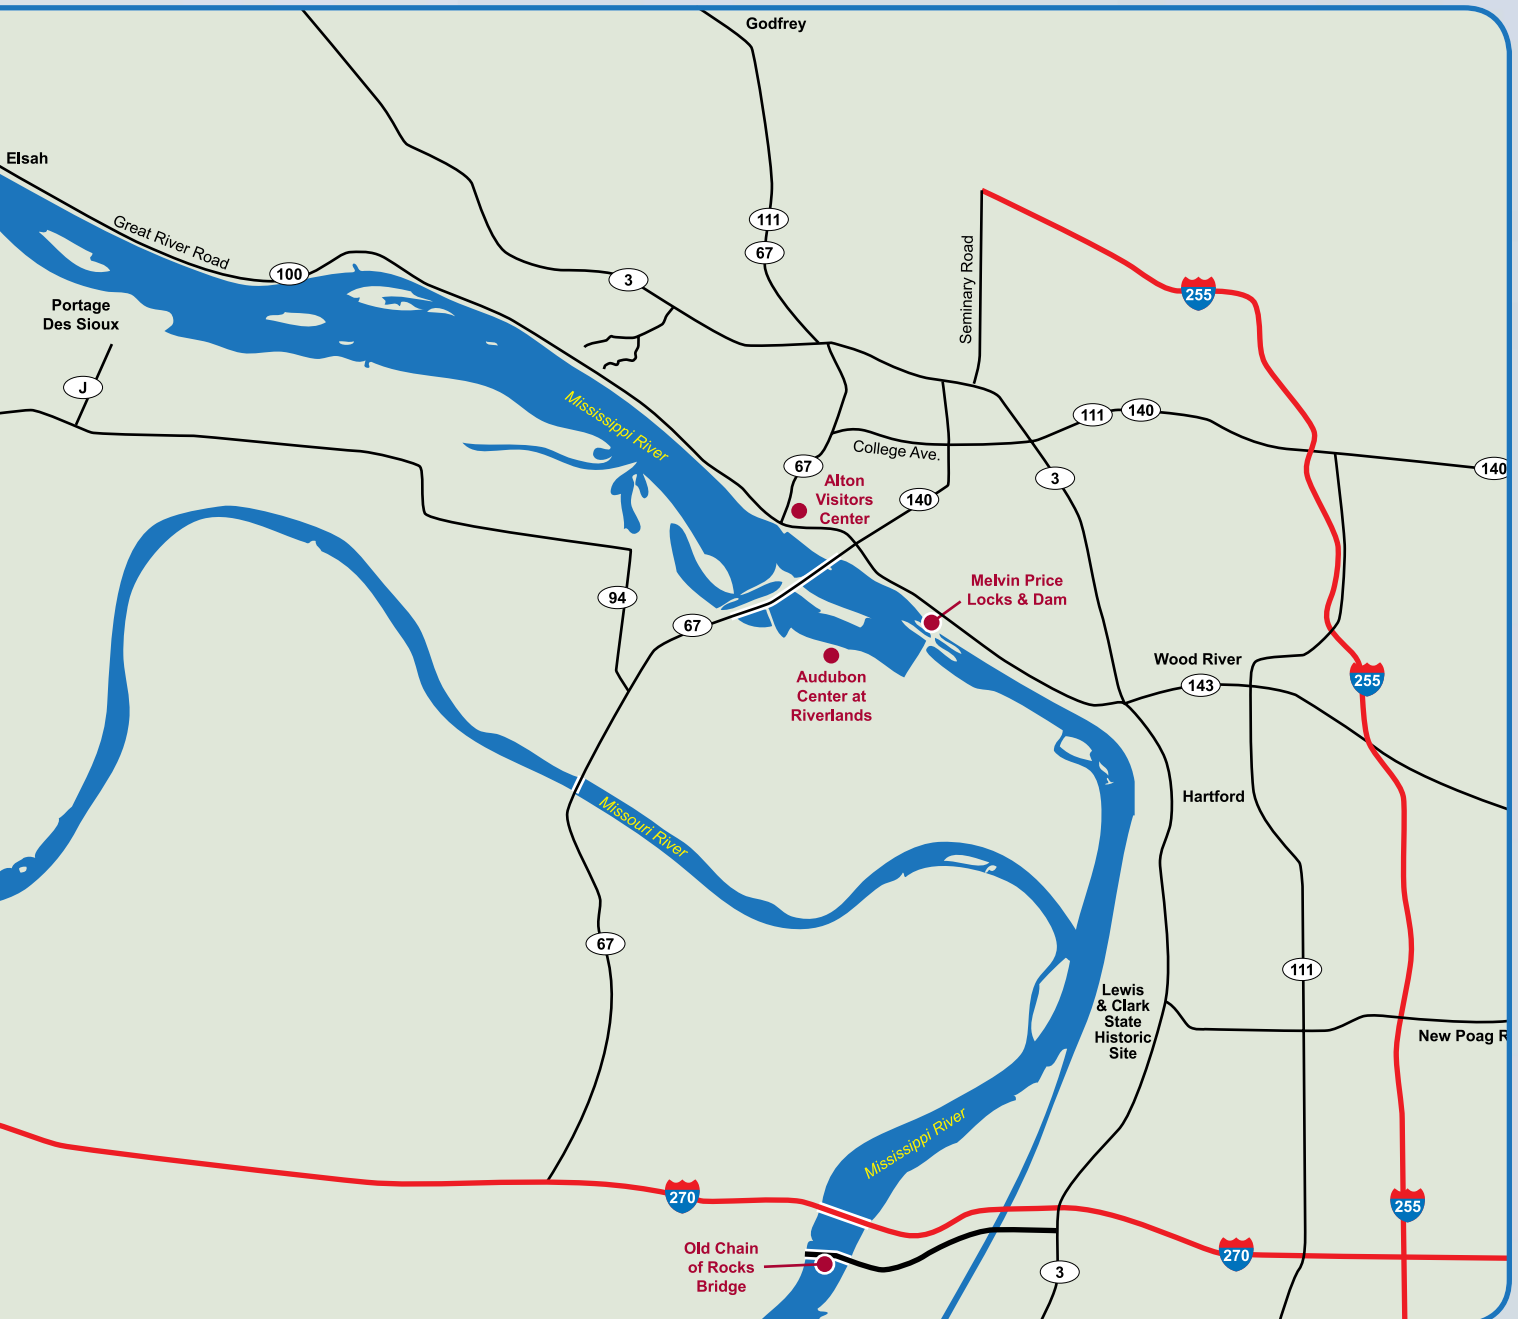 Godfrey
Elsah
Great River Road
100
111
67
3
Seminary Road
255
Portage
Des Sioux
J
Mississippi River
111
140
College Ave.
67
140
3
140
Alton
Visitors
Center
94
67
Melvin Price
Locks & Dam
Audubon
Center at
Riverlands
Wood River
143
255
Hartford
Missouri River
67
111
Lewis
& Clark
State
Historic
Site
New Poag R
Mississippi River
270
255
Old Chain
of Rocks
Bridge
270
3